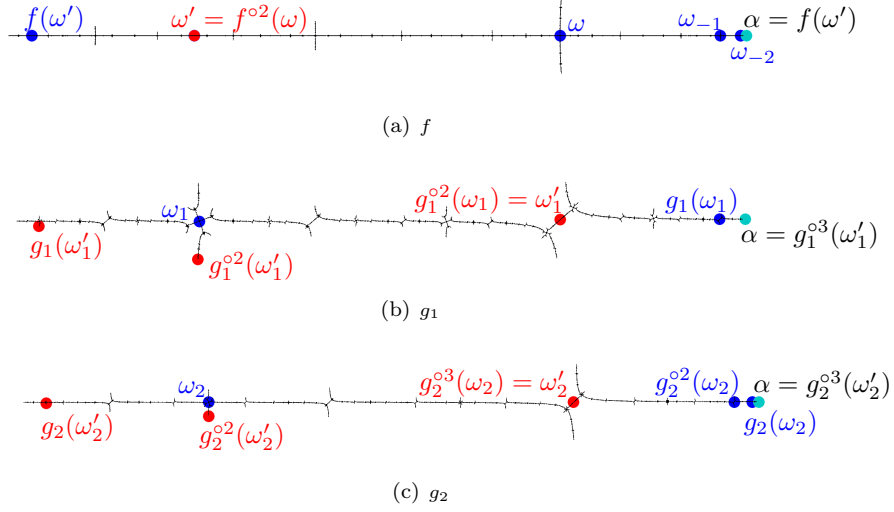 f(ω′) ω′ = f^{∘2}(ω) ω ω_{−1} α = f(ω′)
ω_{−2}
(a) f
ω_1 g_1^{∘2}(ω_1) = ω′_1 g_1(ω_1)
g_1(ω′_1) g_1^{∘2}(ω′_1) α = g_1^{∘3}(ω′_1)
(b) g_1
ω_2 g_2^{∘3}(ω_2) = ω′_2 g_2^{∘2}(ω_2) α = g_2^{∘3}(ω′_2)
g_2(ω′_2) g_2^{∘2}(ω′_2) g_2(ω_2)
(c) g_2